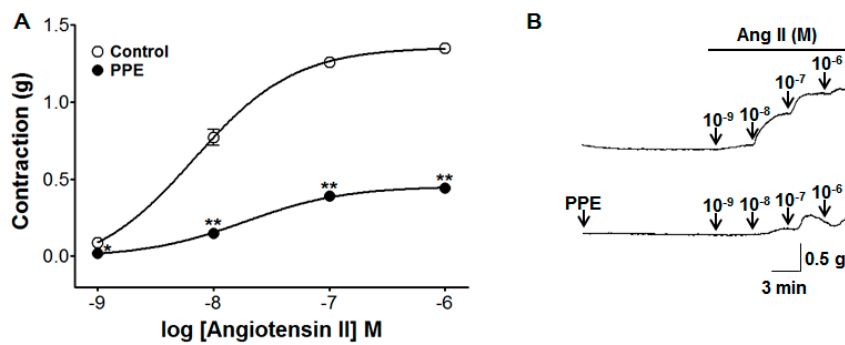 A
1.5
1.0
0.5
0.0
Contraction (g)
Control
PPE
*
**
**
**
-9
-8
-7
-6
log [Angiotensin II] M
B
Ang II (M)
10⁻⁹
10⁻⁸
10⁻⁷
10⁻⁶
PPE
10⁻⁹
10⁻⁸
10⁻⁷
10⁻⁶
0.5 g
3 min